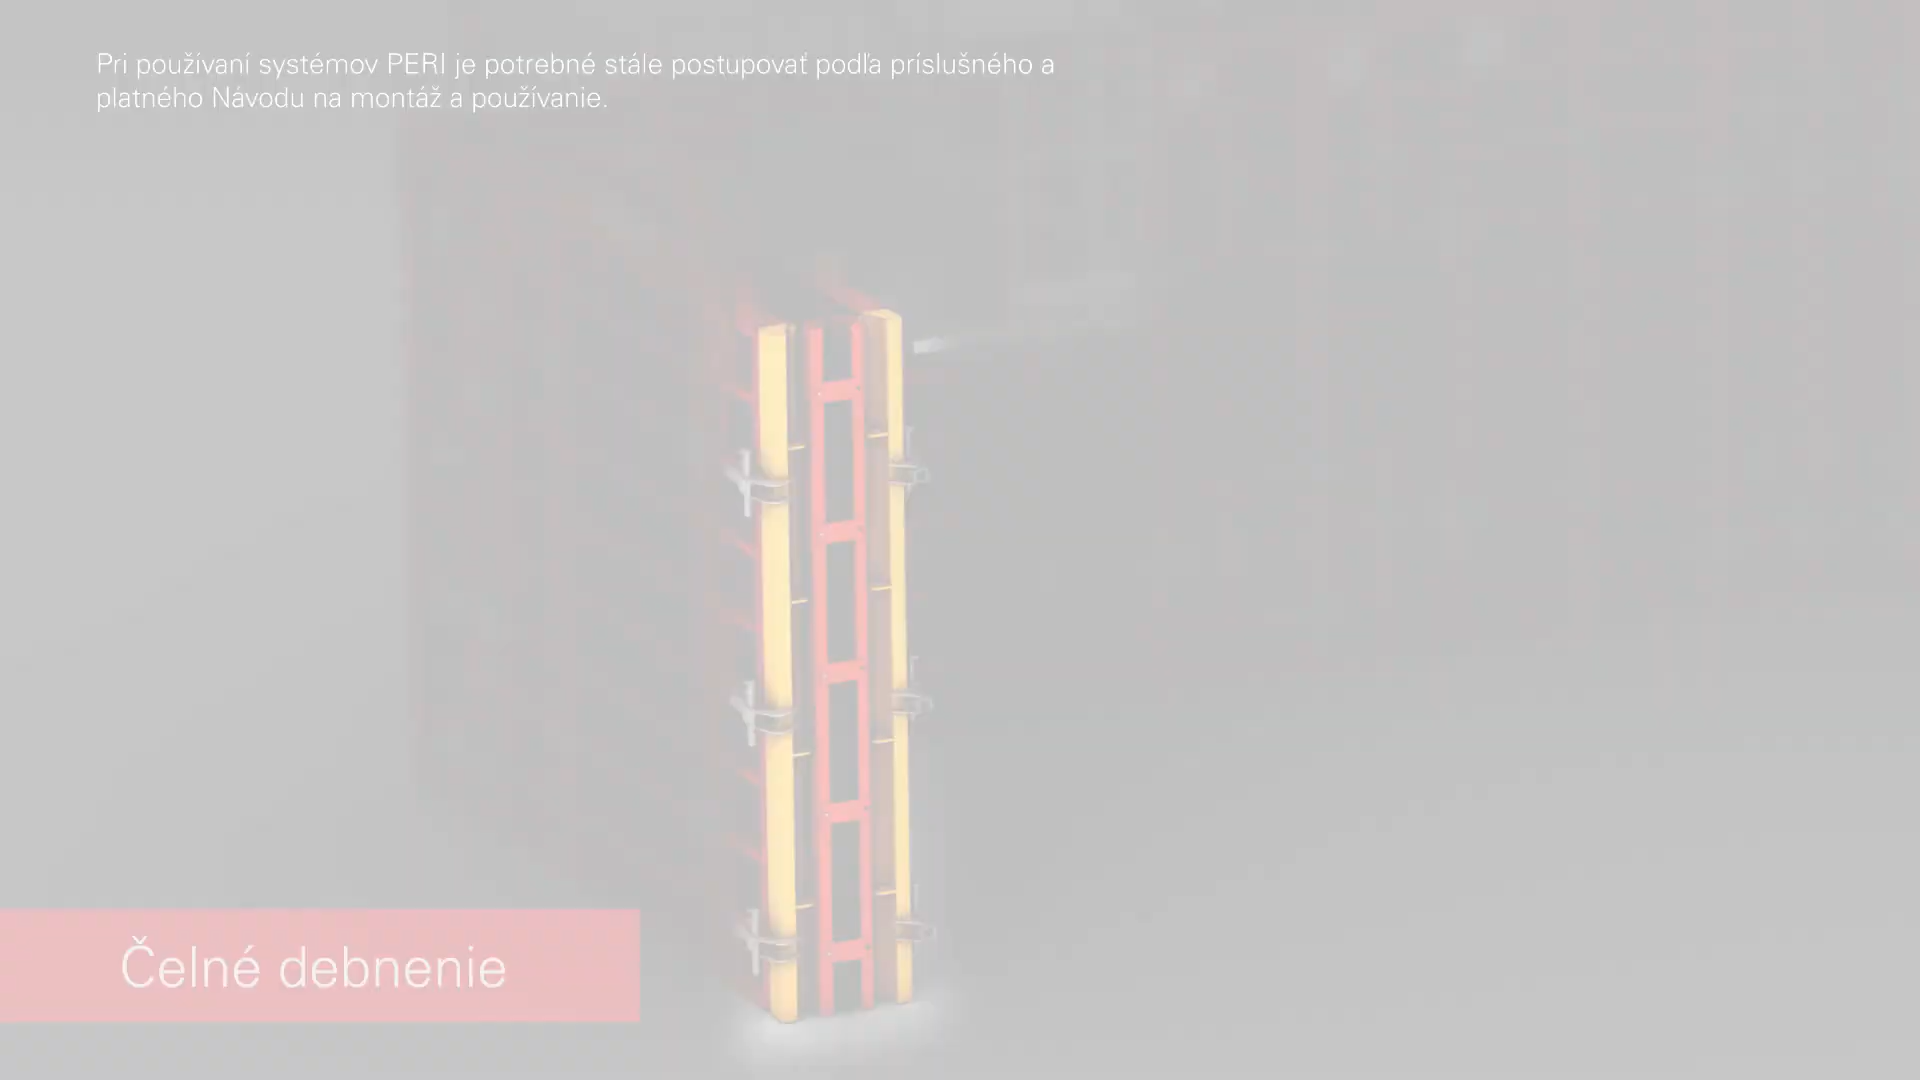 Pri používaní systémov PERI je potrebné stále postupovať podľa príslušného a
platného Návodu na montáž a používanie.
Čelné debnenie